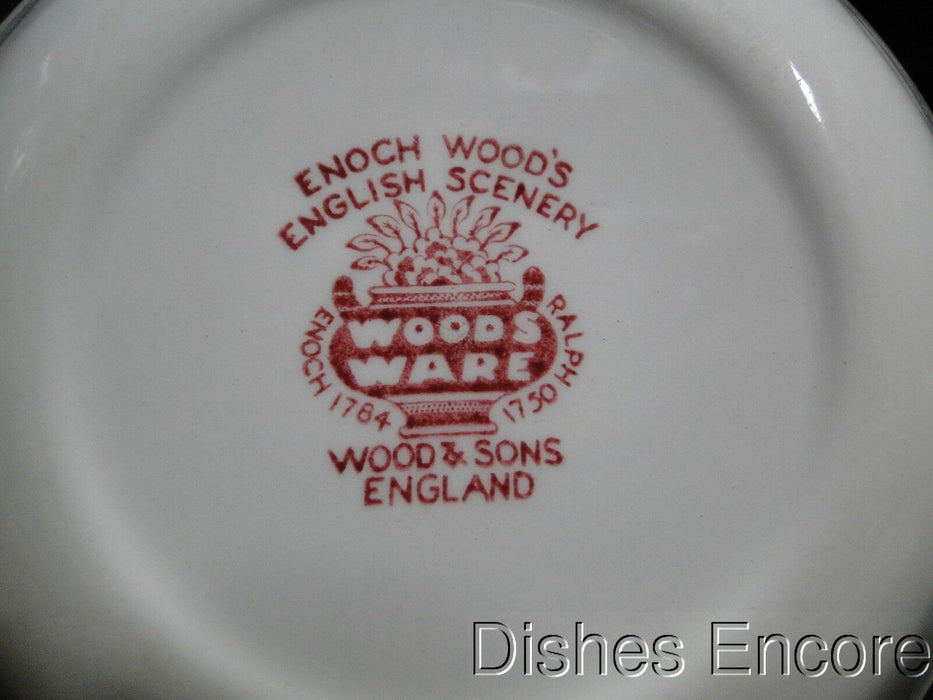 ENOCH WOOD'S
ENGLISH SCENERY
WOODS
WARE
ENOCH 1784
RALPH 1750
WOOD & SONS
ENGLAND
Dishes Encore